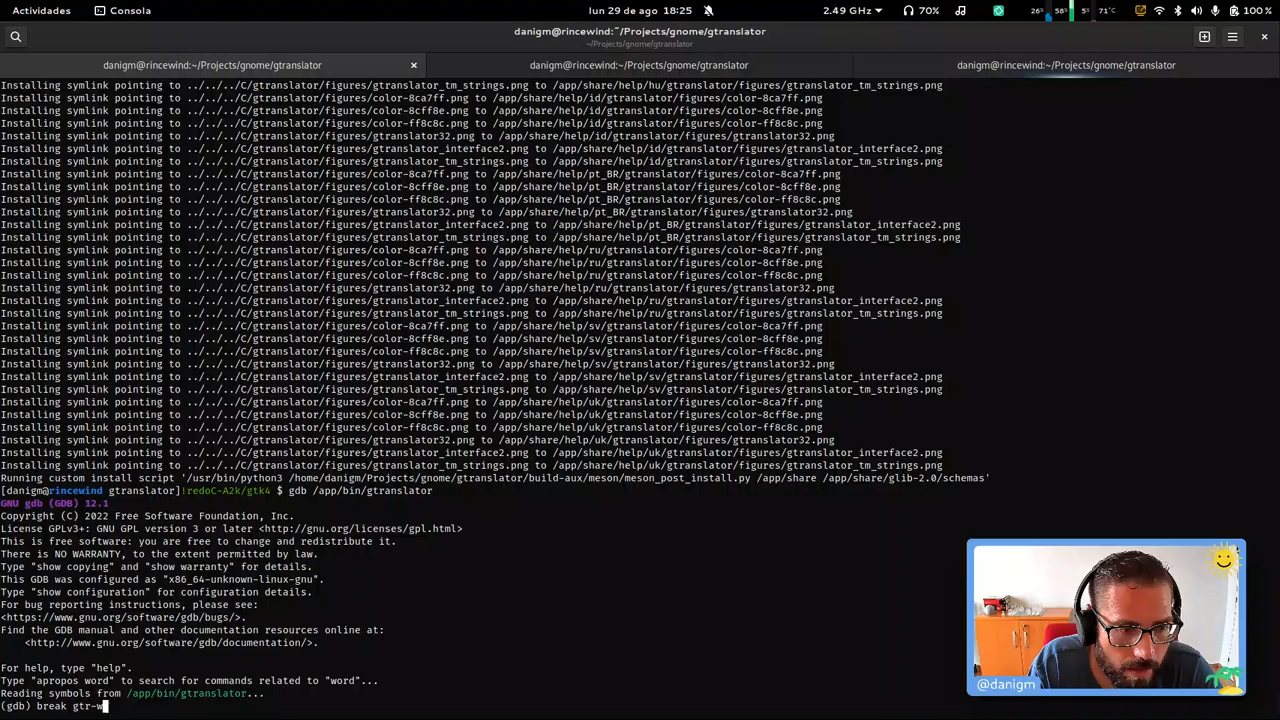 Actividades
Consola
lun 29 de ago 18:25
2.49 GHz
70%
26%
58%
5%
71°C
100 %
danigm@rincewind:~/Projects/gnome/gtranslator
~/Projects/gnome/gtranslator
danigm@rincewind:~/Projects/gnome/gtranslator
danigm@rincewind:~/Projects/gnome/gtranslator
danigm@rincewind:~/Projects/gnome/gtranslator
Installing symlink pointing to ../../../C/gtranslator/figures/gtranslator_tm_strings.png to /app/share/help/hu/gtranslator/figures/gtranslator_tm_strings.png
Installing symlink pointing to ../../../C/gtranslator/figures/color-8ca7ff.png to /app/share/help/id/gtranslator/figures/color-8ca7ff.png
Installing symlink pointing to ../../../C/gtranslator/figures/color-8cff8e.png to /app/share/help/id/gtranslator/figures/color-8cff8e.png
Installing symlink pointing to ../../../C/gtranslator/figures/color-ff8c8c.png to /app/share/help/id/gtranslator/figures/color-ff8c8c.png
Installing symlink pointing to ../../../C/gtranslator/figures/gtranslator32.png to /app/share/help/id/gtranslator/figures/gtranslator32.png
Installing symlink pointing to ../../../C/gtranslator/figures/gtranslator_interface2.png to /app/share/help/id/gtranslator/figures/gtranslator_interface2.png
Installing symlink pointing to ../../../C/gtranslator/figures/gtranslator_tm_strings.png to /app/share/help/id/gtranslator/figures/gtranslator_tm_strings.png
Installing symlink pointing to ../../../C/gtranslator/figures/color-8ca7ff.png to /app/share/help/pt_BR/gtranslator/figures/color-8ca7ff.png
Installing symlink pointing to ../../../C/gtranslator/figures/color-8cff8e.png to /app/share/help/pt_BR/gtranslator/figures/color-8cff8e.png
Installing symlink pointing to ../../../C/gtranslator/figures/color-ff8c8c.png to /app/share/help/pt_BR/gtranslator/figures/color-ff8c8c.png
Installing symlink pointing to ../../../C/gtranslator/figures/gtranslator32.png to /app/share/help/pt_BR/gtranslator/figures/gtranslator32.png
Installing symlink pointing to ../../../C/gtranslator/figures/gtranslator_interface2.png to /app/share/help/pt_BR/gtranslator/figures/gtranslator_interface2.png
Installing symlink pointing to ../../../C/gtranslator/figures/gtranslator_tm_strings.png to /app/share/help/pt_BR/gtranslator/figures/gtranslator_tm_strings.png
Installing symlink pointing to ../../../C/gtranslator/figures/color-8ca7ff.png to /app/share/help/ru/gtranslator/figures/color-8ca7ff.png
Installing symlink pointing to ../../../C/gtranslator/figures/color-8cff8e.png to /app/share/help/ru/gtranslator/figures/color-8cff8e.png
Installing symlink pointing to ../../../C/gtranslator/figures/color-ff8c8c.png to /app/share/help/ru/gtranslator/figures/color-ff8c8c.png
Installing symlink pointing to ../../../C/gtranslator/figures/gtranslator32.png to /app/share/help/ru/gtranslator/figures/gtranslator32.png
Installing symlink pointing to ../../../C/gtranslator/figures/gtranslator_interface2.png to /app/share/help/ru/gtranslator/figures/gtranslator_interface2.png
Installing symlink pointing to ../../../C/gtranslator/figures/gtranslator_tm_strings.png to /app/share/help/ru/gtranslator/figures/gtranslator_tm_strings.png
Installing symlink pointing to ../../../C/gtranslator/figures/color-8ca7ff.png to /app/share/help/sv/gtranslator/figures/color-8ca7ff.png
Installing symlink pointing to ../../../C/gtranslator/figures/color-8cff8e.png to /app/share/help/sv/gtranslator/figures/color-8cff8e.png
Installing symlink pointing to ../../../C/gtranslator/figures/color-ff8c8c.png to /app/share/help/sv/gtranslator/figures/color-ff8c8c.png
Installing symlink pointing to ../../../C/gtranslator/figures/gtranslator32.png to /app/share/help/sv/gtranslator/figures/gtranslator32.png
Installing symlink pointing to ../../../C/gtranslator/figures/gtranslator_interface2.png to /app/share/help/sv/gtranslator/figures/gtranslator_interface2.png
Installing symlink pointing to ../../../C/gtranslator/figures/gtranslator_tm_strings.png to /app/share/help/sv/gtranslator/figures/gtranslator_tm_strings.png
Installing symlink pointing to ../../../C/gtranslator/figures/color-8ca7ff.png to /app/share/help/uk/gtranslator/figures/color-8ca7ff.png
Installing symlink pointing to ../../../C/gtranslator/figures/color-8cff8e.png to /app/share/help/uk/gtranslator/figures/color-8cff8e.png
Installing symlink pointing to ../../../C/gtranslator/figures/color-ff8c8c.png to /app/share/help/uk/gtranslator/figures/color-ff8c8c.png
Installing symlink pointing to ../../../C/gtranslator/figures/gtranslator32.png to /app/share/help/uk/gtranslator/figures/gtranslator32.png
Installing symlink pointing to ../../../C/gtranslator/figures/gtranslator_interface2.png to /app/share/help/uk/gtranslator/figures/gtranslator_interface2.png
Installing symlink pointing to ../../../C/gtranslator/figures/gtranslator_tm_strings.png to /app/share/help/uk/gtranslator/figures/gtranslator_tm_strings.png
Running custom install script '/usr/bin/python3 /home/danigm/Projects/gnome/gtranslator/build-aux/meson/meson_post_install.py /app/share /app/share/glib-2.0/schemas'
[danigm@rincewind gtranslator]!redoC-A2k/gtk4 $ gdb /app/bin/gtranslator
GNU gdb (GDB) 12.1
Copyright (C) 2022 Free Software Foundation, Inc.
License GPLv3+: GNU GPL version 3 or later <http://gnu.org/licenses/gpl.html>
This is free software: you are free to change and redistribute it.
There is NO WARRANTY, to the extent permitted by law.
Type "show copying" and "show warranty" for details.
This GDB was configured as "x86_64-unknown-linux-gnu".
Type "show configuration" for configuration details.
For bug reporting instructions, please see:
<https://www.gnu.org/software/gdb/bugs/>.
Find the GDB manual and other documentation resources online at:
<http://www.gnu.org/software/gdb/documentation/>.
For help, type "help".
Type "apropos word" to search for commands related to "word"...
Reading symbols from /app/bin/gtranslator...
(gdb) break gtr-w
@danigm